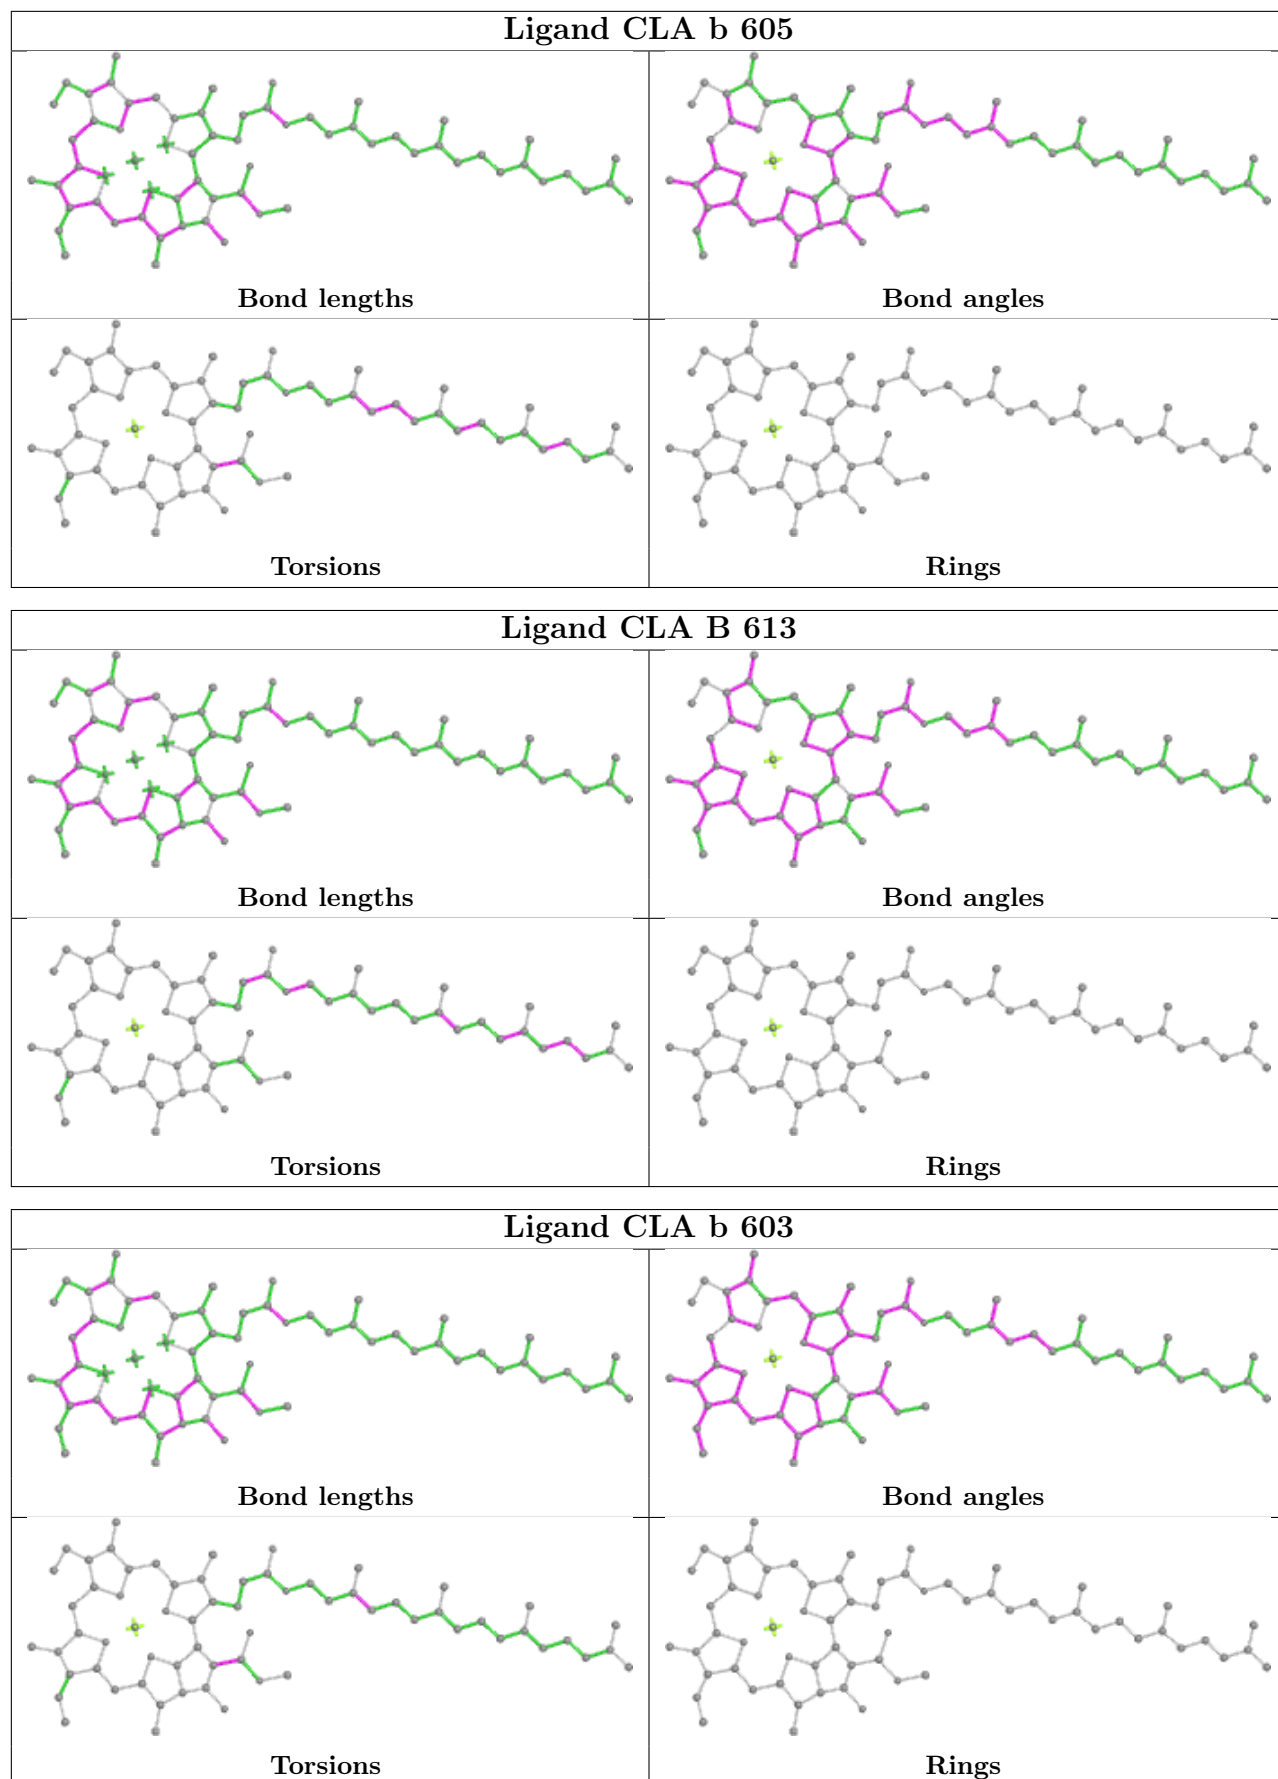 Ligand CLA b 605
Bond lengths
Bond angles
Torsions
Rings
Ligand CLA B 613
Bond lengths
Bond angles
Torsions
Rings
Ligand CLA b 603
Bond lengths
Bond angles
Torsions
Rings